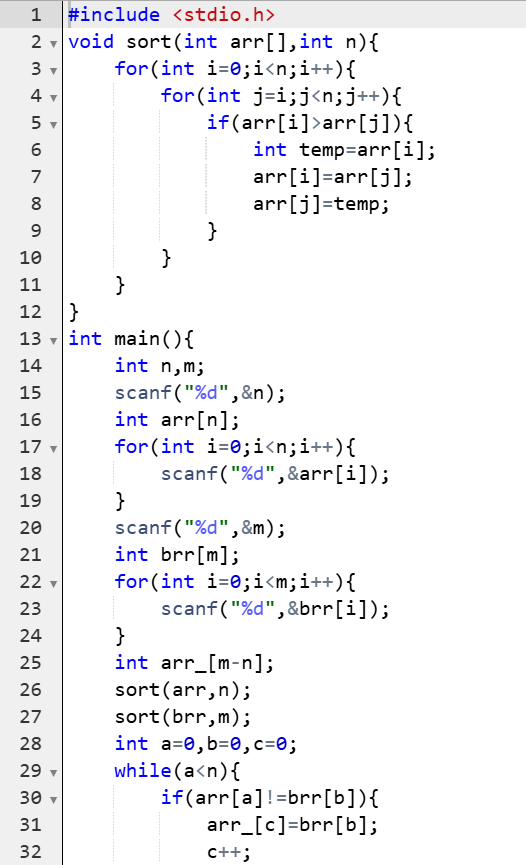 1 #include <stdio.h>
2 void sort(int arr[],int n){
3     for(int i=0;i<n;i++){
4         for(int j=i;j<n;j++){
5             if(arr[i]>arr[j]){
6                 int temp=arr[i];
7                 arr[i]=arr[j];
8                 arr[j]=temp;
9             }
10         }
11     }
12 }
13 int main(){
14     int n,m;
15     scanf("%d",&n);
16     int arr[n];
17     for(int i=0;i<n;i++){
18         scanf("%d",&arr[i]);
19     }
20     scanf("%d",&m);
21     int brr[m];
22     for(int i=0;i<m;i++){
23         scanf("%d",&brr[i]);
24     }
25     int arr_[m-n];
26     sort(arr,n);
27     sort(brr,m);
28     int a=0,b=0,c=0;
29     while(a<n){
30         if(arr[a]!=brr[b]){
31             arr_[c]=brr[b];
32             c++;